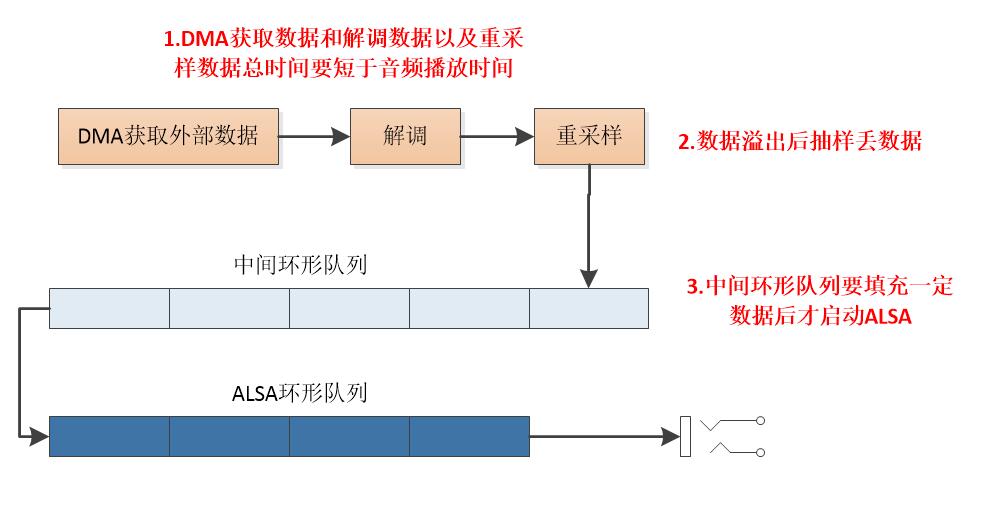 1.DMA获取数据和解调数据以及重采
样数据总时间要短于音频播放时间
DMA获取外部数据
解调
重采样
2.数据溢出后抽样丢数据
中间环形队列
3.中间环形队列要填充一定
数据后才启动ALSA
ALSA环形队列